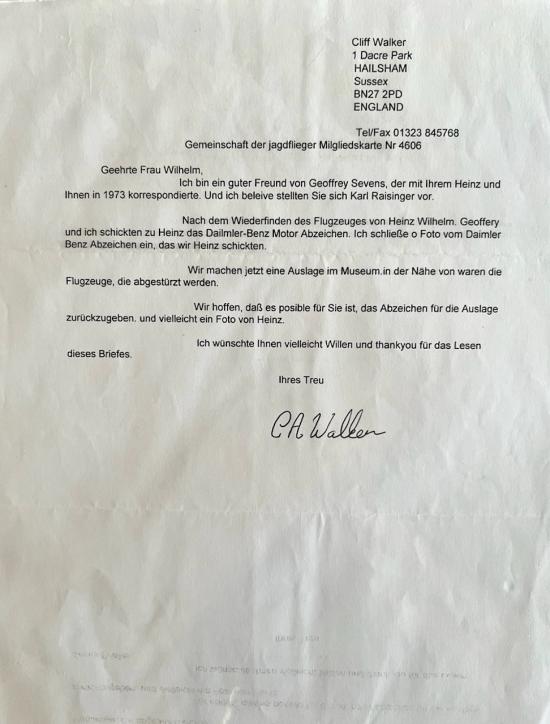 Cliff Walker
1 Dacre Park
HAILSHAM
Sussex
BN27 2PD
ENGLAND
Tel/Fax 01323 845768
Gemeinschaft der jagdflieger Milgliedskarte Nr 4606
Geehrte Frau Wilhelm,
Ich bin ein guter Freund von Geoffrey Sevens, der mit Ihrem Heinz und
Ihnen in 1973 korrespondierte. Und ich beleive stellten Sie sich Karl Raisinger vor.
Nach dem Wiederfinden des Flugzeuges von Heinz Wilhelm. Geoffery
und ich schickten zu Heinz das Dailmler-Benz Motor Abzeichen. Ich schließe o Foto vom Daimler
Benz Abzeichen ein, das wir Heinz schickten.
Wir machen jetzt eine Auslage im Museum.in der Nähe von waren die
Flugzeuge, die abgestürzt werden.
Wir hoffen, daß es posible für Sie ist, das Abzeichen für die Auslage
zurückzugeben. und vielleicht ein Foto von Heinz.
Ich wünschte Ihnen vielleicht Willen und thankyou für das Lesen
dieses Briefes.
Ihres Treu
CA Walker